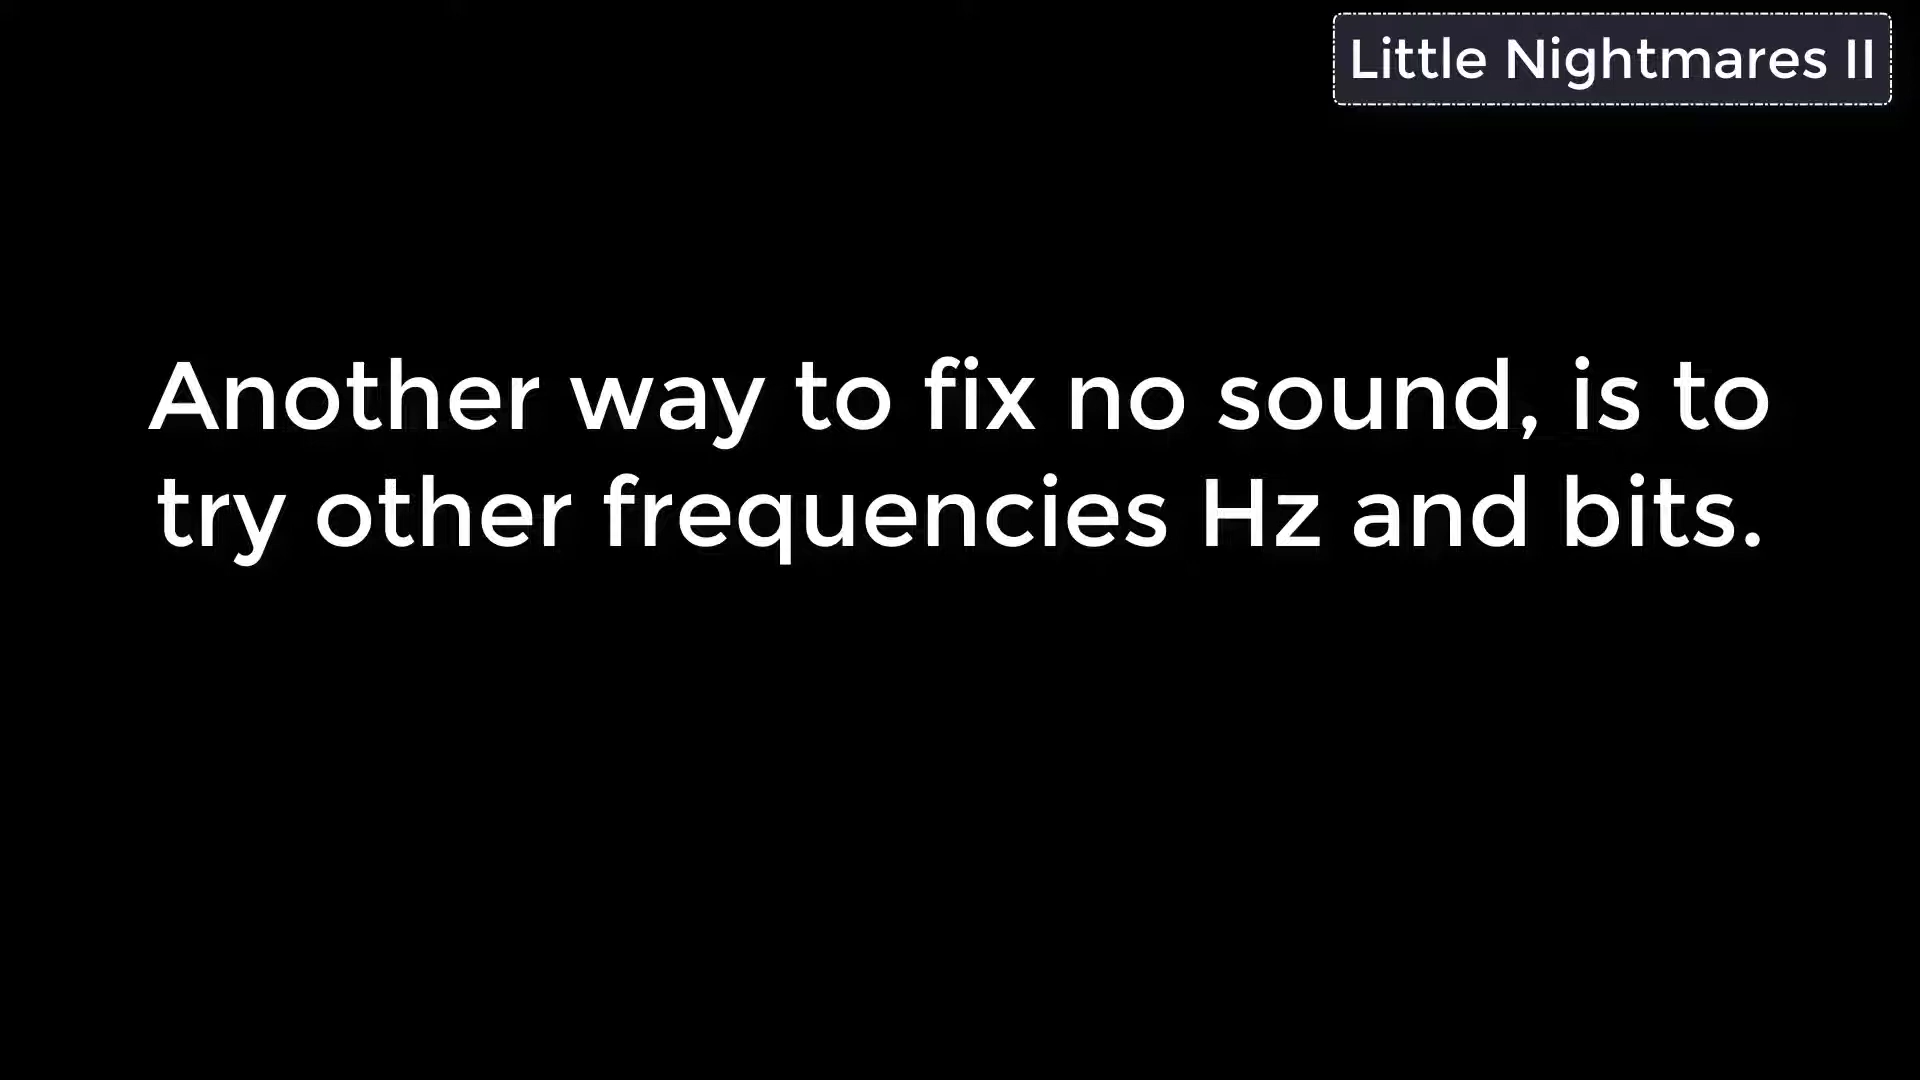 Little Nightmares II
Another way to fix no sound, is to
try other frequencies Hz and bits.